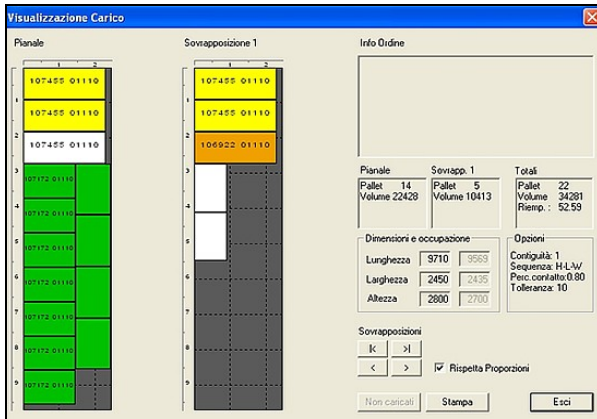 Visualizzazione Carico
Pianale
Sovrapposizione 1
Info Ordine
1 2
1 2
107455 01110
107455 01110
107455 01110
107172 01110
107172 01110
107172 01110
107172 01110
107172 01110
107172 01110
107172 01110
1
2
3
4
5
6
7
8
9
107455 01110
107455 01110
106922 01110
1
2
3
4
5
6
7
8
9
Pianale
Pallet 14
Volume 22428
Sovrapp. 1
Pallet 5
Volume 10413
Totali
Pallet 22
Volume 34281
Riemp. : 52.59
Dimensioni e occupazione
Lunghezza 9710 9569
Larghezza 2450 2435
Altezza 2800 2700
Opzioni
Contiguità: 1
Sequenza: H-L-W
Perc.contatto:0.80
Tolleranza: 10
Sovrapposizioni
|< >|
< >
Rispetta Proporzioni
Non caricati
Stampa
Esci